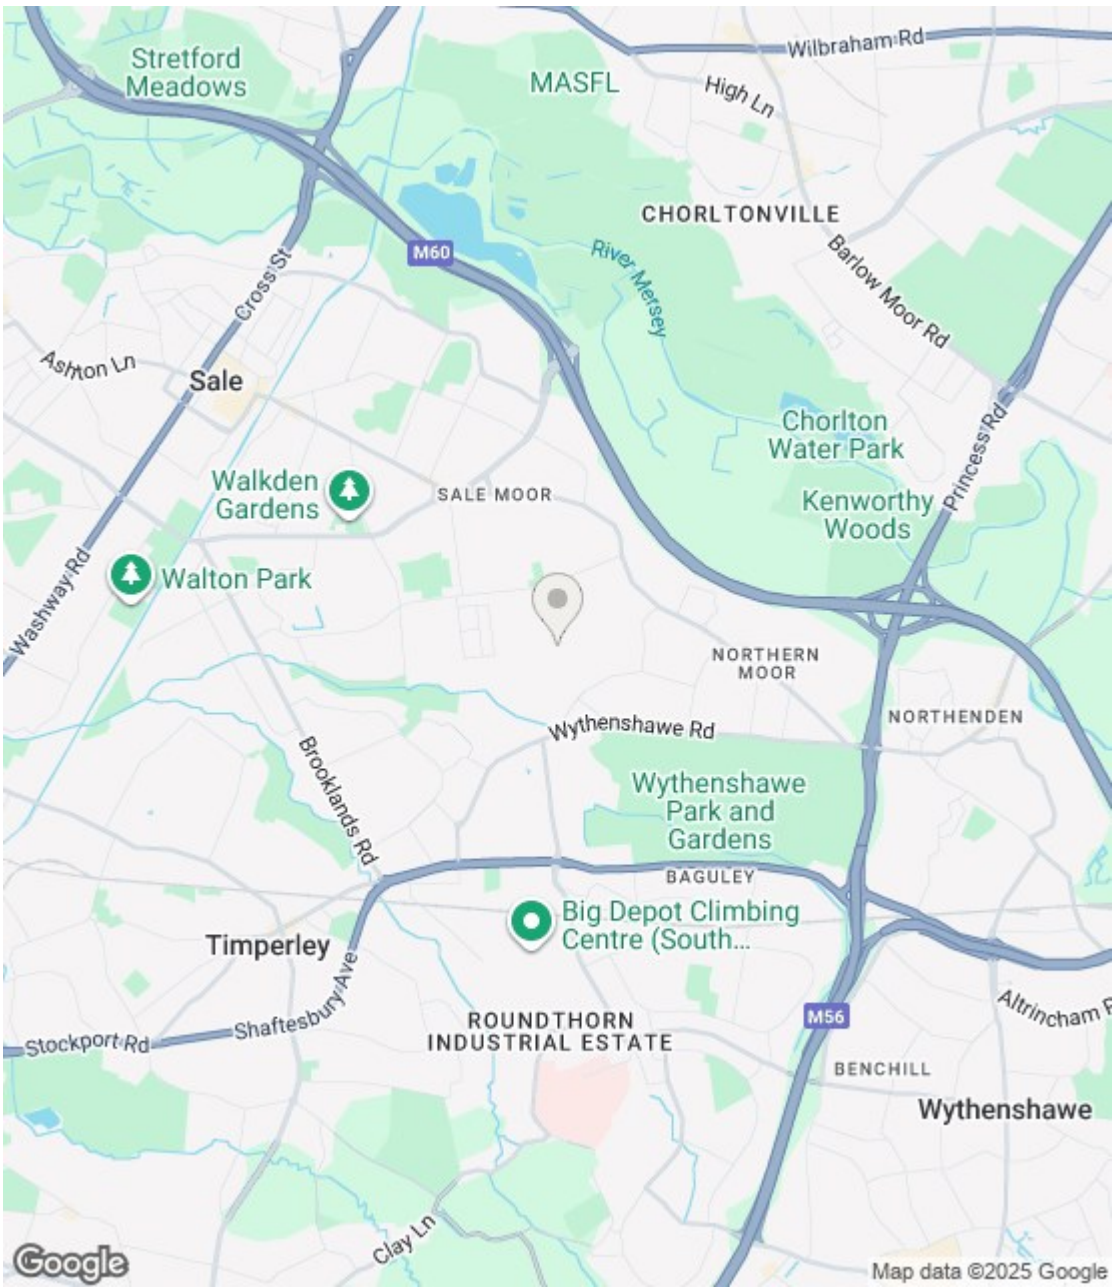 Stretford
Meadows
MASFL
Wilbraham Rd
High Ln
CHORLTONVILLE
M60
River Mersey
Barlow Moor Rd
Cross St
Ashton Ln
Sale
Chorlton
Water Park
Princess Rd
Walkden
Gardens
SALE MOOR
Kenworthy
Woods
Washway Rd
Walton Park
NORTHERN
MOOR
NORTHENDEN
Wythenshawe Rd
Brooklands Rd
Wythenshawe
Park and
Gardens
BAGULEY
Big Depot Climbing
Centre (South...
Timperley
Shaftesbury Ave
Stockport Rd
ROUNDTHORN
INDUSTRIAL ESTATE
M56
Altrincham R
BENCHILL
Wythenshawe
Clay Ln
Google
Map data ©2025 Google